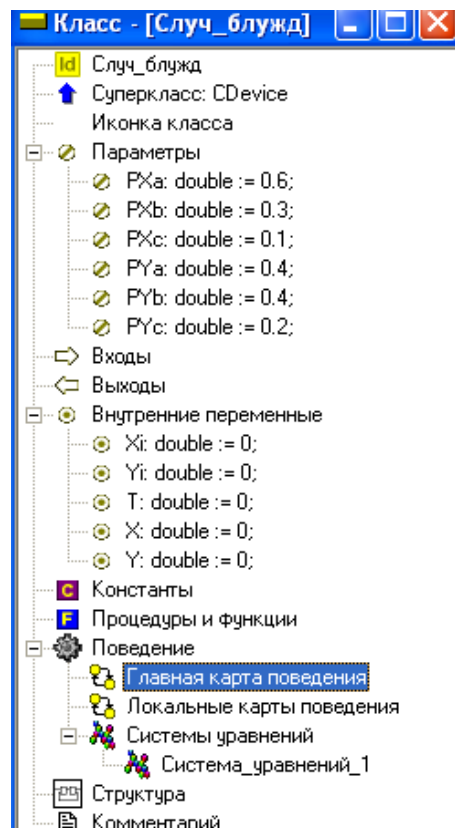 Класс - [Случ_блужд]
Id Случ_блужд
Суперкласс: CDevice
Иконка класса
Параметры
PXa: double := 0.6;
PXb: double := 0.3;
PXc: double := 0.1;
PYa: double := 0.4;
PYb: double := 0.4;
PYc: double := 0.2;
Входы
Выходы
Внутренние переменные
Xi: double := 0;
Yi: double := 0;
T: double := 0;
X: double := 0;
Y: double := 0;
C Константы
F Процедуры и функции
Поведение
Главная карта поведения
Локальные карты поведения
Системы уравнений
Система_уравнений_1
Структура
Комментарий